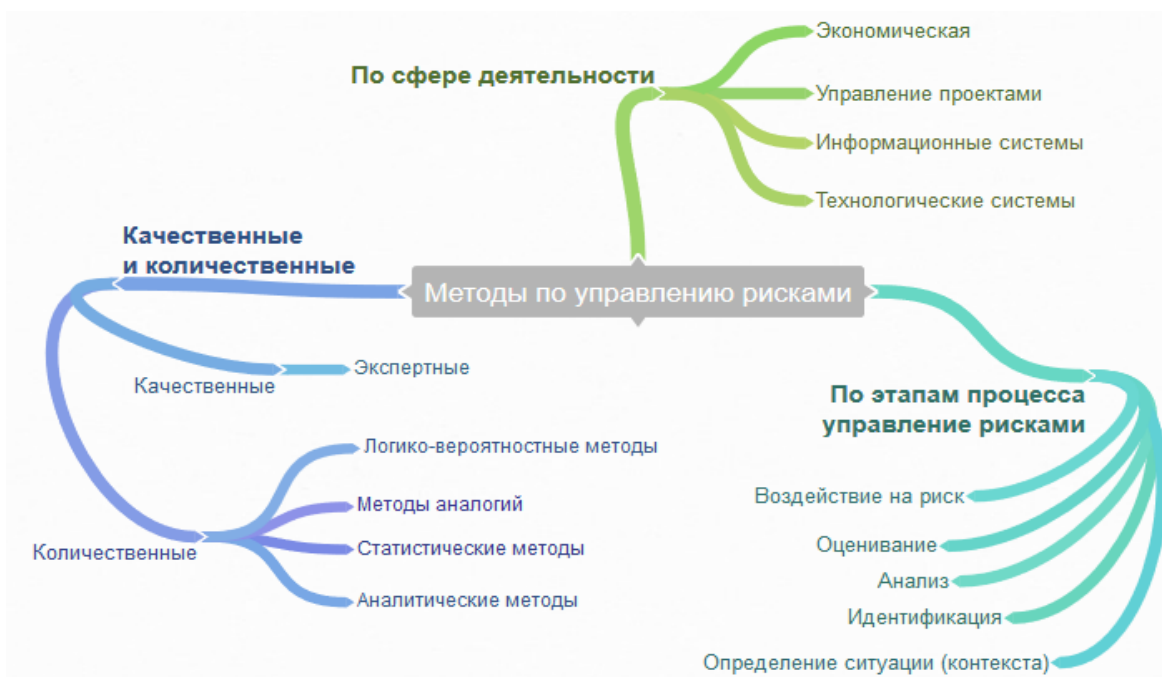 Экономическая
По сфере деятельности
Управление проектами
Информационные системы
Технологические системы
Качественные
и количественные
Методы по управлению рисками
Экспертные
Качественные
По этапам процесса
управление рисками
Логико-вероятностные методы
Воздействие на риск
Методы аналогий
Оценивание
Количественные
Статистические методы
Анализ
Аналитические методы
Идентификация
Определение ситуации (контекста)